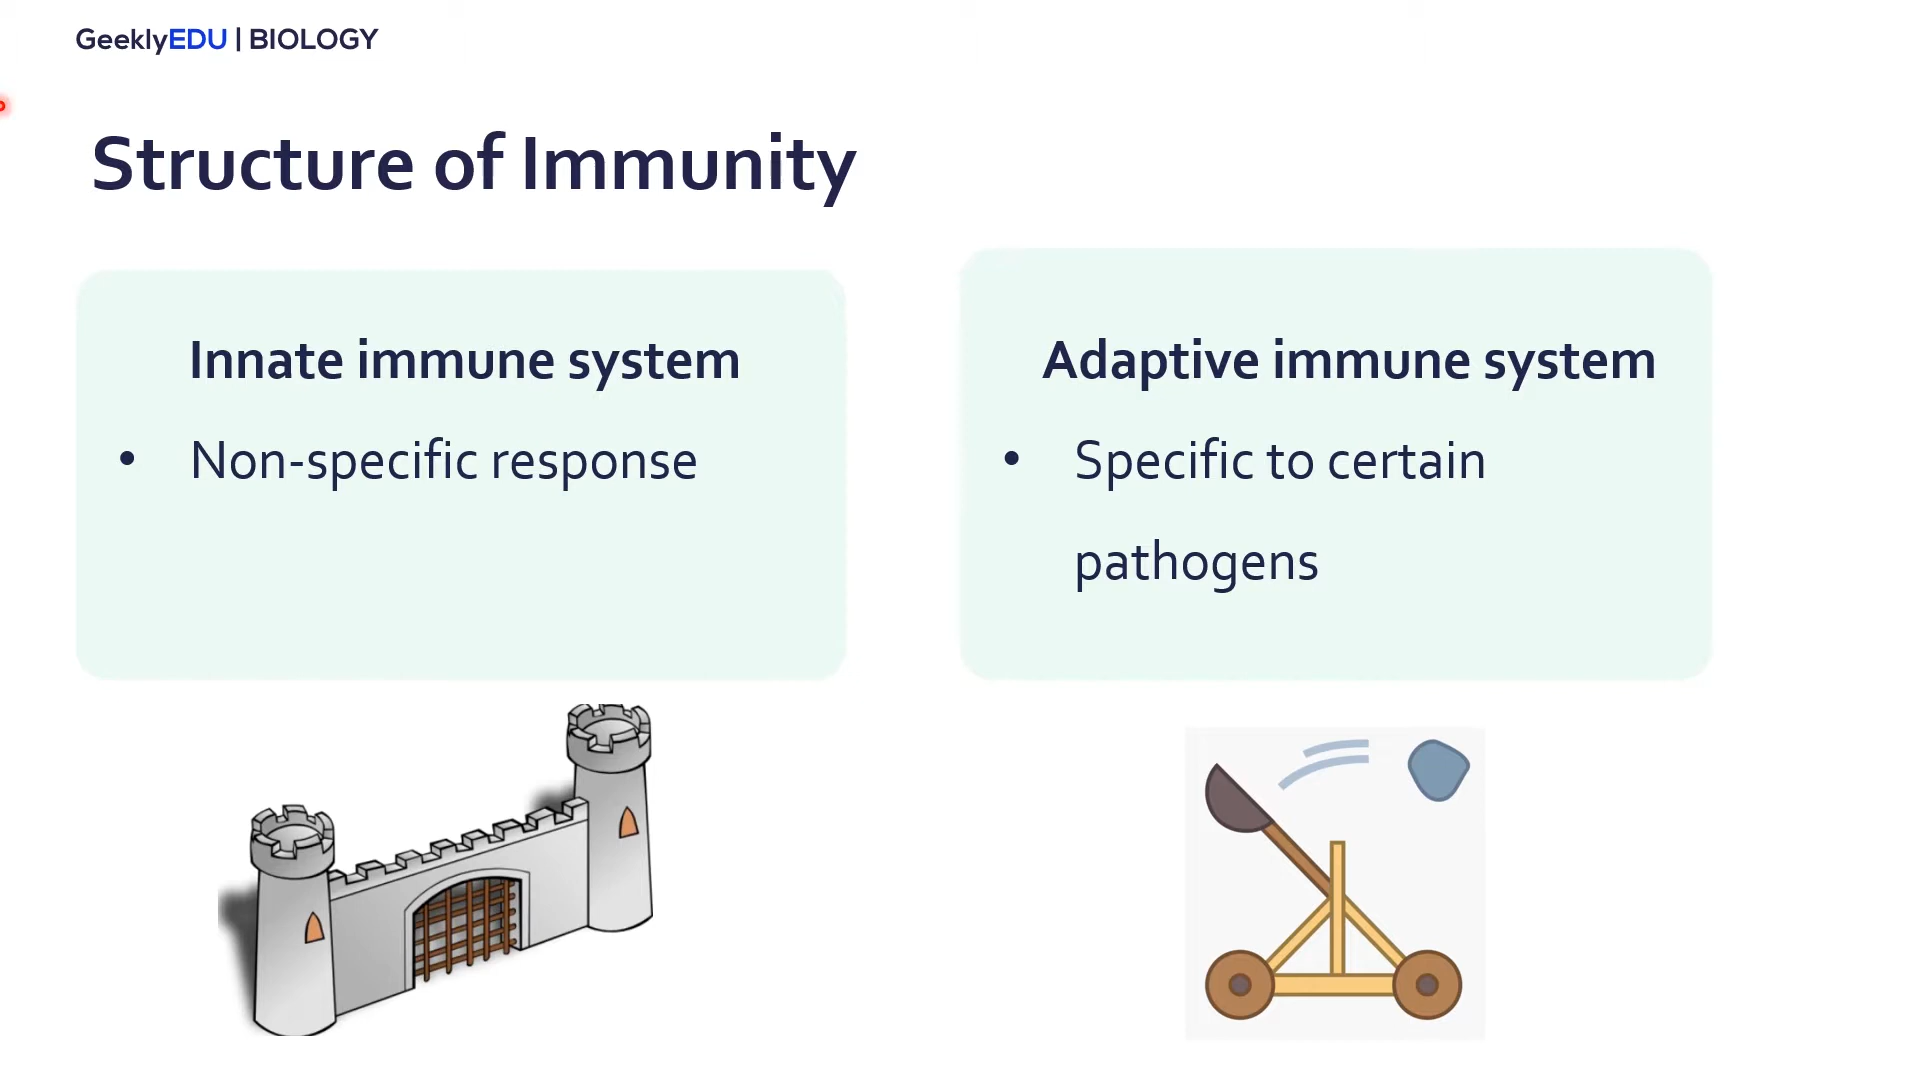 GeeklyEDU | BIOLOGY
Structure of Immunity
Innate immune system
• Non-specific response
Adaptive immune system
• Specific to certain
pathogens